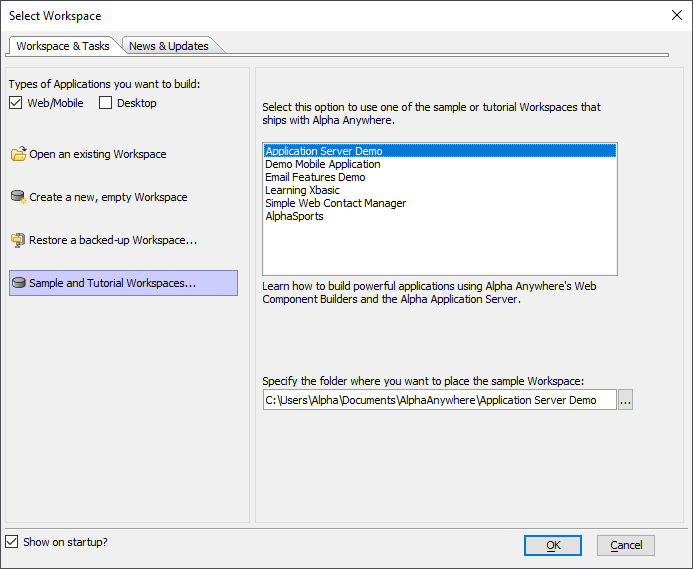 Select Workspace
Workspace & Tasks
News & Updates
Types of Applications you want to build:
Web/Mobile
Desktop
Open an existing Workspace
Create a new, empty Workspace
Restore a backed-up Workspace...
Sample and Tutorial Workspaces...
Select this option to use one of the sample or tutorial Workspaces that
ships with Alpha Anywhere.
Application Server Demo
Demo Mobile Application
Email Features Demo
Learning Xbasic
Simple Web Contact Manager
AlphaSports
Learn how to build powerful applications using Alpha Anywhere's Web
Component Builders and the Alpha Application Server.
Specify the folder where you want to place the sample Workspace:
C:\Users\Alpha\Documents\AlphaAnywhere\Application Server Demo
...
Show on startup?
OK
Cancel